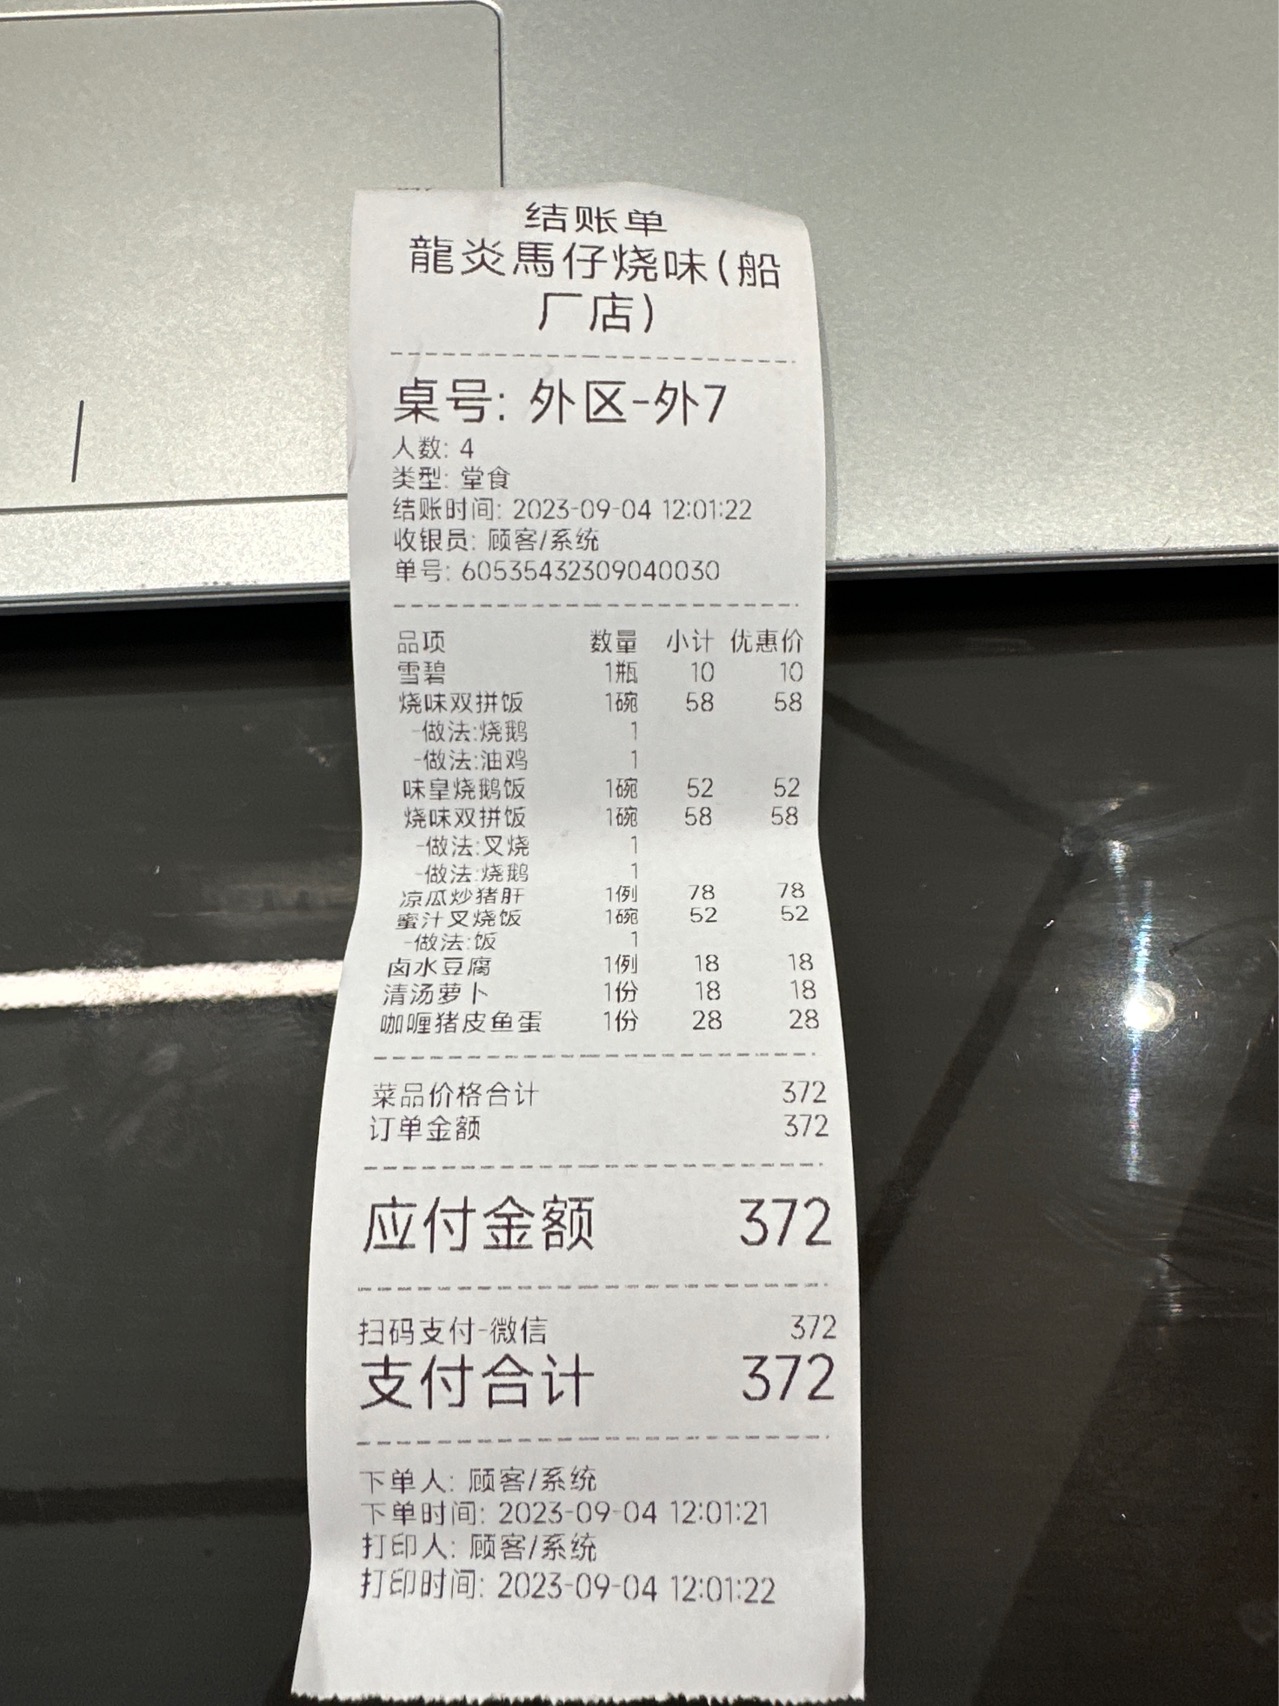 结账单
龍炎馬仔烧味(船
厂店)
桌号: 外区-外7
人数: 4
类型: 堂食
结账时间: 2023-09-04 12:01:22
收银员: 顾客/系统
单号: 60535432309040030
品项 数量 小计 优惠价
雪碧 1瓶 10 10
烧味双拼饭 1碗 58 58
-做法:烧鹅 1
-做法:油鸡 1
味皇烧鹅饭 1碗 52 52
烧味双拼饭 1碗 58 58
-做法:叉烧 1
-做法:烧鹅 1
凉瓜炒猪肝 1例 78 78
蜜汁叉烧饭 1碗 52 52
-做法:饭 1
卤水豆腐 1例 18 18
清汤萝卜 1份 18 18
咖喱猪皮鱼蛋 1份 28 28
菜品价格合计 372
订单金额 372
应付金额 372
扫码支付-微信 372
支付合计 372
下单人: 顾客/系统
下单时间: 2023-09-04 12:01:21
打印人: 顾客/系统
打印时间: 2023-09-04 12:01:22